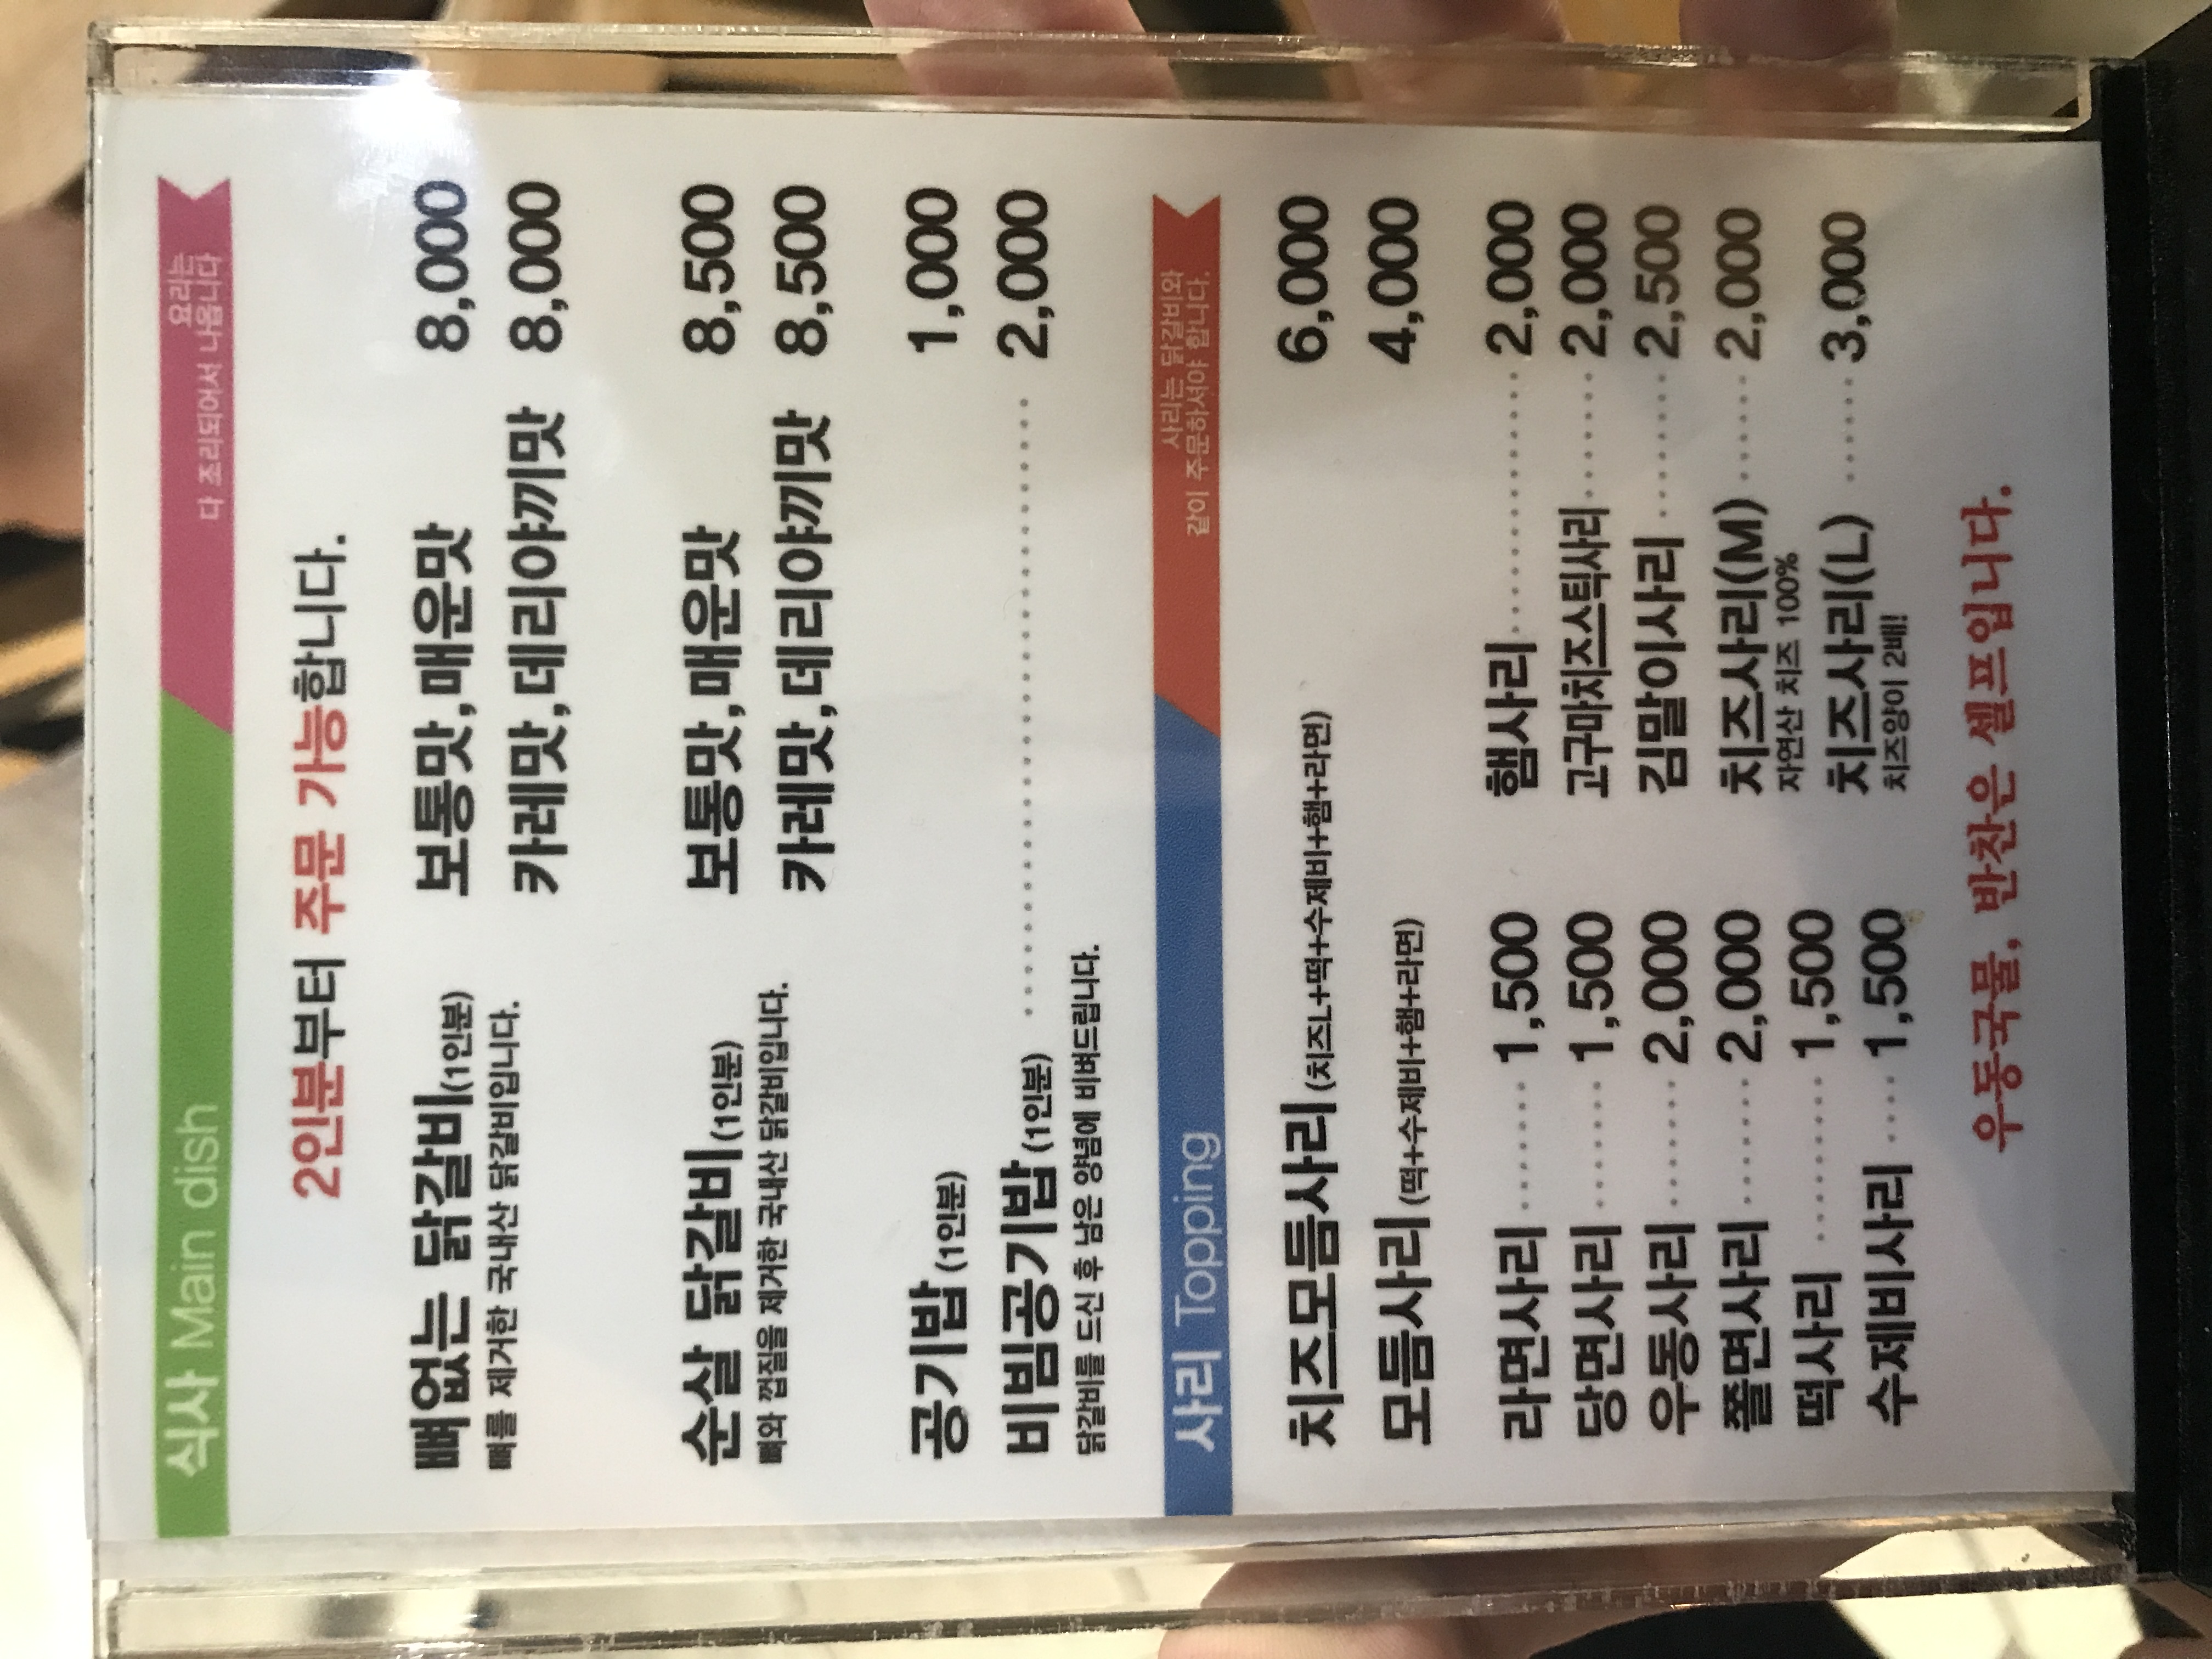 식사 Main dish
요리는
다 조리되어서 나옵니다
2인분부터 주문 가능합니다.
뼈없는 닭갈비(1인분) 보통맛,매운맛 8,000
뼈를 제거한 국내산 닭갈비입니다.
카레맛,데리야끼맛 8,000
순살 닭갈비(1인분) 보통맛,매운맛 8,500
뼈와 껍질을 제거한 국내산 닭갈비입니다.
카레맛,데리야끼맛 8,500
공기밥(1인분) 1,000
비빔공기밥(1인분) 2,000
닭갈비를 드신 후 남은 양념에 비벼드립니다.
사리 Topping
사리는 닭갈비와
같이 주문하셔야 합니다.
치즈모듬사리(치즈L+떡+수제비+햄+라면) 6,000
모듬사리(떡+수제비+햄+라면) 4,000
라면사리 1,500
당면사리 1,500
우동사리 2,000
쫄면사리 2,000
떡사리 1,500
수제비사리 1,500
햄사리 2,000
고구마치즈스틱사리 2,000
김말이사리 2,500
치즈사리(M) 2,000
자연산 치즈 100%
치즈사리(L) 3,000
치즈양이 2배!
우동국물, 반찬은 셀프입니다.